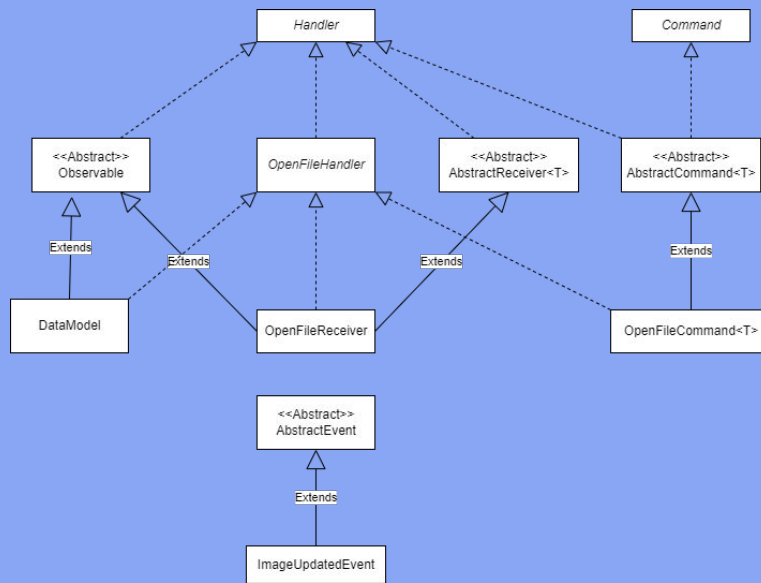 Handler
Command
<<Abstract>>
Observable
OpenFileHandler
<<Abstract>>
AbstractReceiver<T>
<<Abstract>>
AbstractCommand<T>
Extends
Extends
Extends
Extends
DataModel
OpenFileReceiver
OpenFileCommand<T>
<<Abstract>>
AbstractEvent
Extends
ImageUpdatedEvent